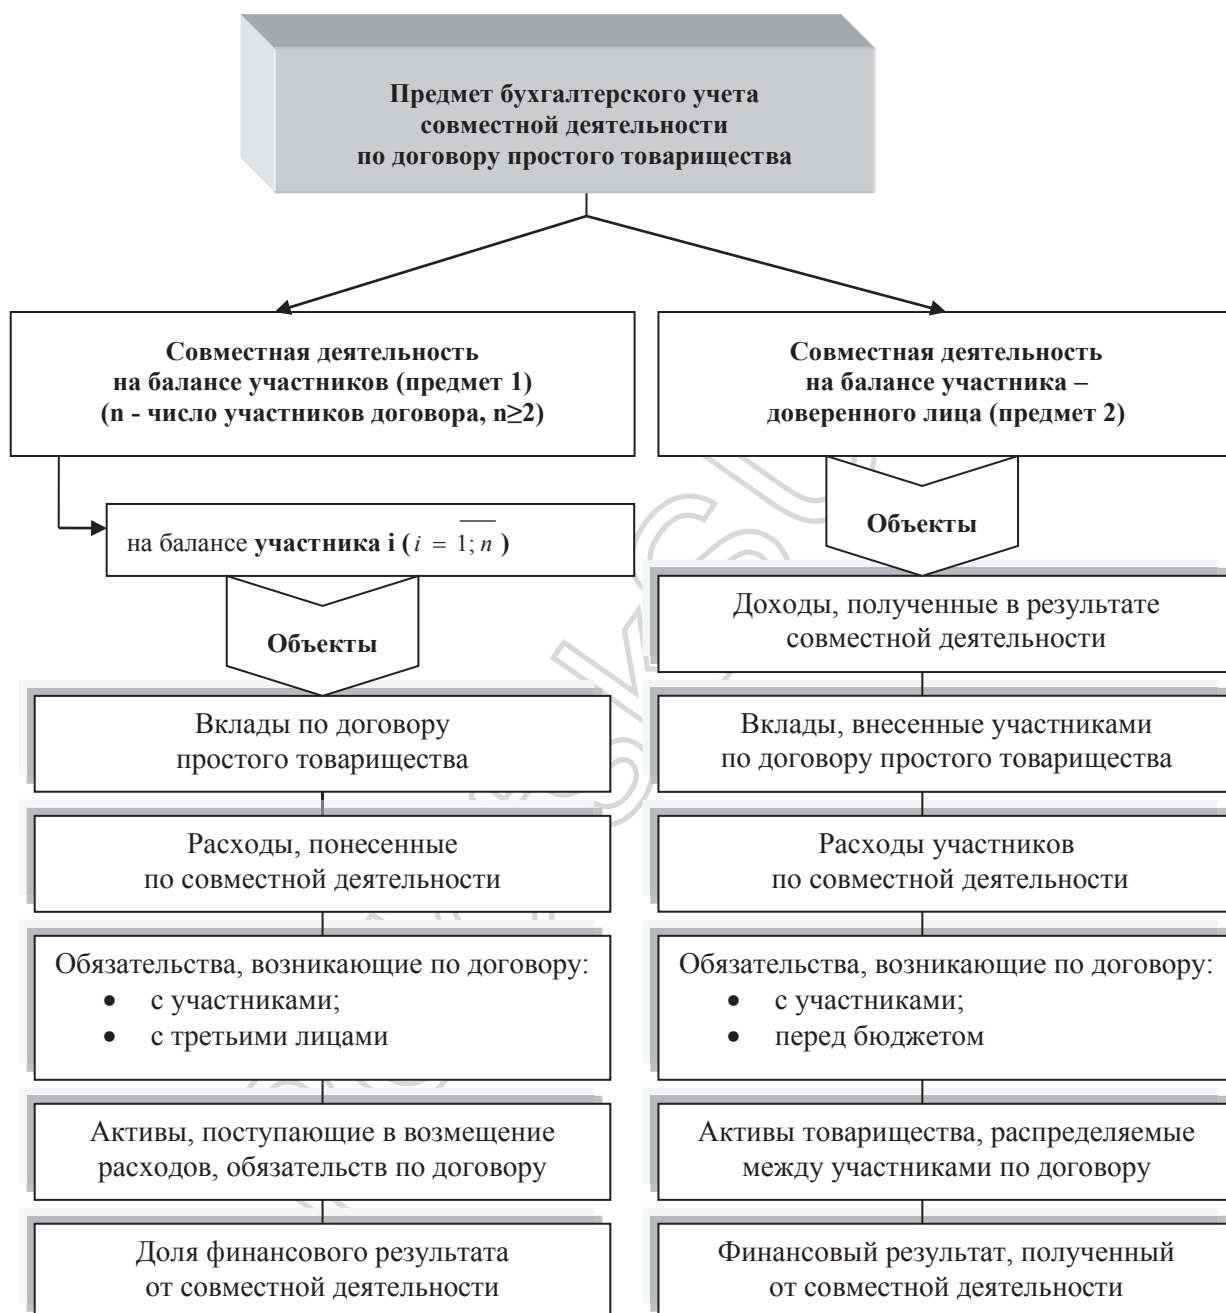 Предмет бухгалтерского учета
совместной деятельности
по договору простого товарищества
Совместная деятельность
на балансе участников (предмет 1)
(n - число участников договора, n≥2)
на балансе участника i ( i = 1; n )
Объекты
Вклады по договору
простого товарищества
Расходы, понесенные
по совместной деятельности
Обязательства, возникающие по договору:
• с участниками;
• с третьими лицами
Активы, поступающие в возмещение
расходов, обязательств по договору
Доля финансового результата
от совместной деятельности
Совместная деятельность
на балансе участника –
доверенного лица (предмет 2)
Объекты
Доходы, полученные в результате
совместной деятельности
Вклады, внесенные участниками
по договору простого товарищества
Расходы участников
по совместной деятельности
Обязательства, возникающие по договору:
• с участниками;
• перед бюджетом
Активы товарищества, распределяемые
между участниками по договору
Финансовый результат, полученный
от совместной деятельности